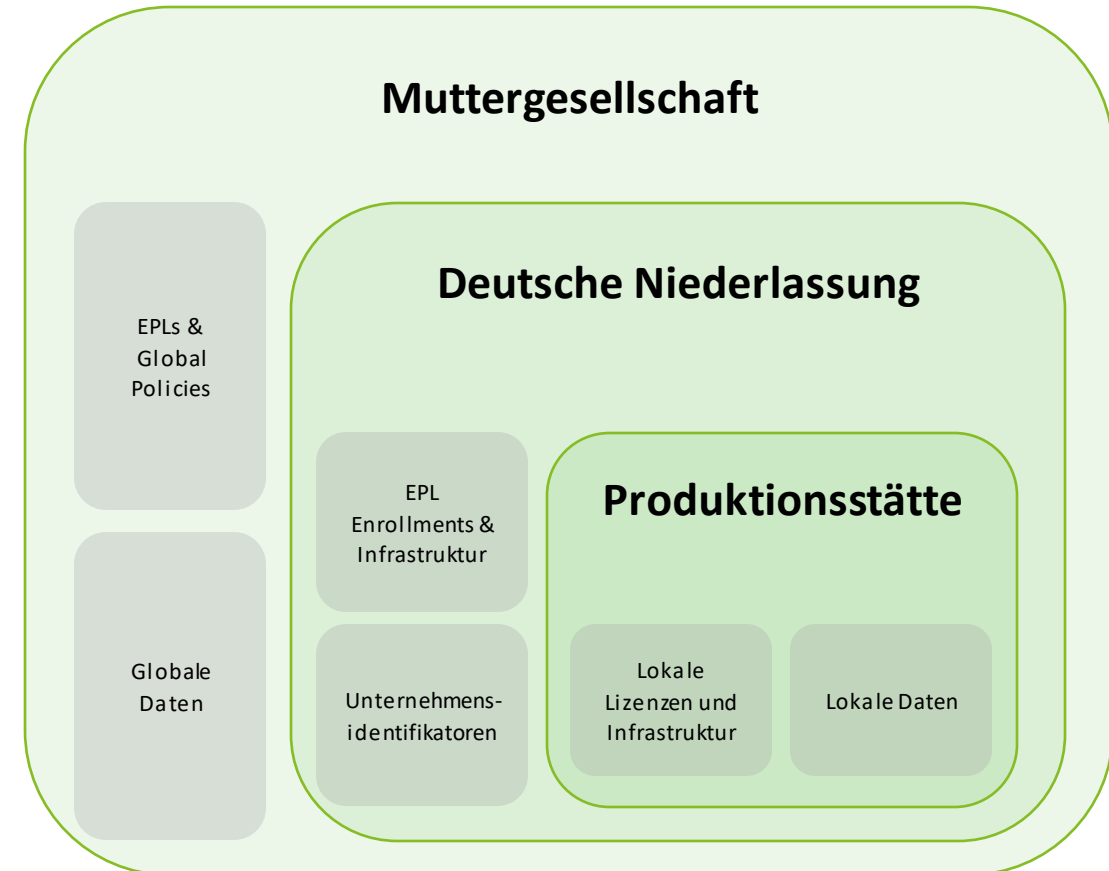 Muttergesellschaft
EPLs &
Global
Policies
Globale
Daten
Deutsche Niederlassung
EPL
Enrollments &
Infrastruktur
Unternehmens-
identifikatoren
Produktionsstätte
Lokale
Lizenzen und
Infrastruktur
Lokale Daten